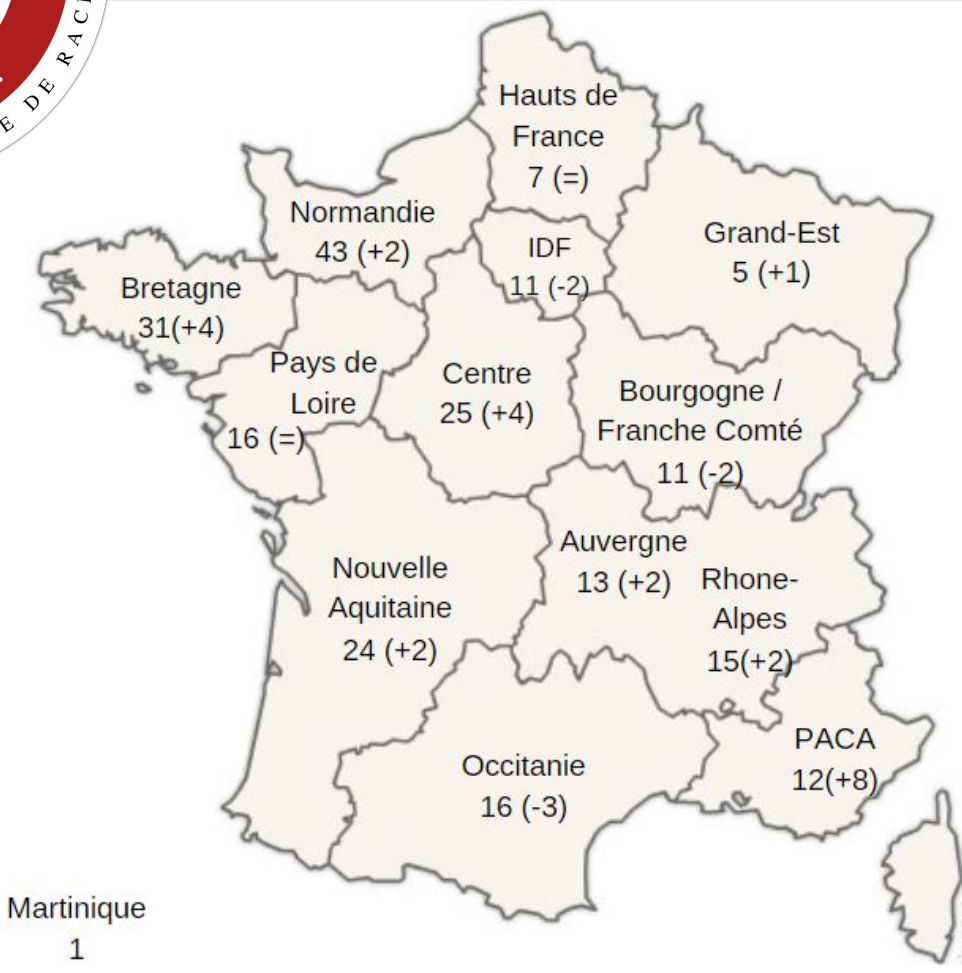 E DE RAC
Hauts de
France
7 (=)
Normandie
43 (+2)
IDF
11 (-2)
Grand-Est
5 (+1)
Bretagne
31(+4)
Pays de
Loire
16 (=)
Centre
25 (+4)
Bourgogne /
Franche Comté
11 (-2)
Auvergne
13 (+2)
Rhone-
Alpes
15(+2)
Nouvelle
Aquitaine
24 (+2)
PACA
12(+8)
Occitanie
16 (-3)
Martinique
1